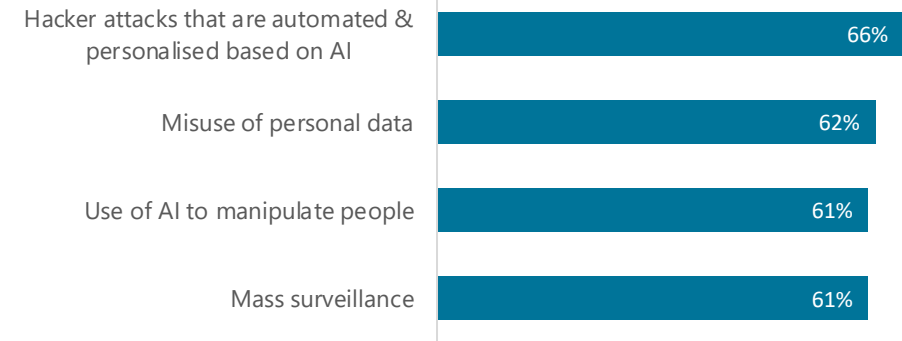 Hacker attacks that are automated &
personalised based on AI
66%
Misuse of personal data
62%
Use of AI to manipulate people
61%
Mass surveillance
61%